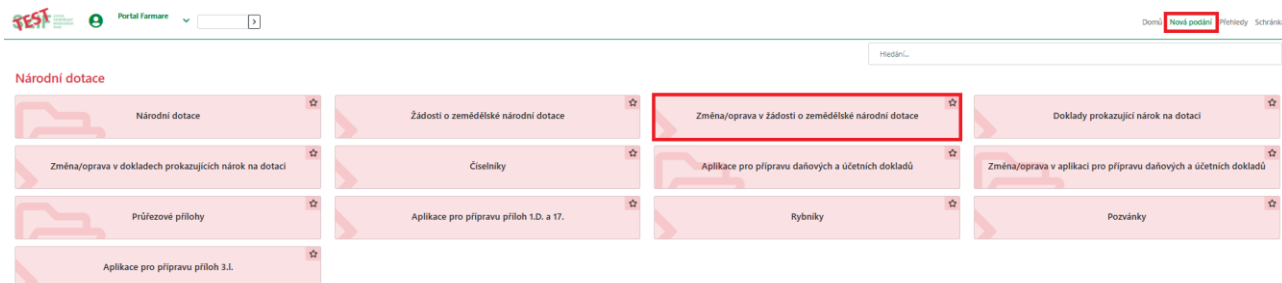 TEST
Portal Farmare
Domů Nová podání Přehledy Schránka
Hledání...
Národní dotace
Národní dotace
Žádosti o zemědělské národní dotace
Změna/oprava v žádosti o zemědělské národní dotace
Doklady prokazující nárok na dotaci
Změna/oprava v dokladech prokazujících nárok na dotaci
Číselníky
Aplikace pro přípravu daňových a účetních dokladů
Změna/oprava v aplikaci pro přípravu daňových a účetních dokladů
Průřezové přílohy
Aplikace pro přípravu příloh 1.D. a 17.
Rybníky
Pozvánky
Aplikace pro přípravu příloh 3.I.